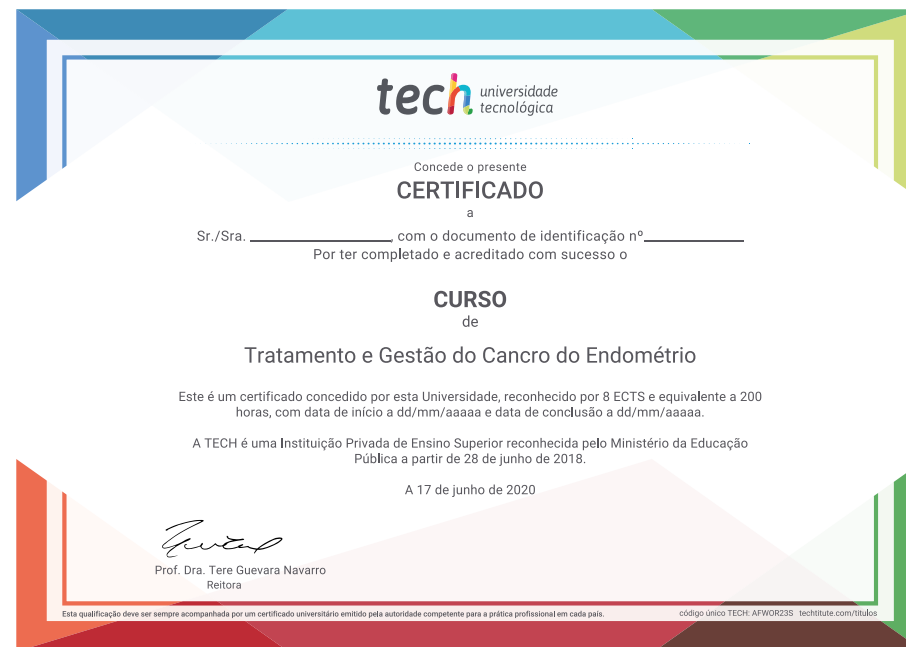 tech universidade
tecnológica
Concede o presente
CERTIFICADO
a
Sr./Sra. ____________________, com o documento de identificação nº______________
Por ter completado e acreditado com sucesso o
CURSO
de
Tratamento e Gestão do Cancro do Endométrio
Este é um certificado concedido por esta Universidade, reconhecido por 8 ECTS e equivalente a 200
horas, com data de início a dd/mm/aaaaa e data de conclusão a dd/mm/aaaaa.
A TECH é uma Instituição Privada de Ensino Superior reconhecida pelo Ministério da Educação
Pública a partir de 28 de junho de 2018.
A 17 de junho de 2020
Prof. Dra. Tere Guevara Navarro
Reitora
Esta qualificação deve ser sempre acompanhada por um certificado universitário emitido pela autoridade competente para a prática profissional em cada país.
código único TECH: AFWOR23S techtitute.com/titulos